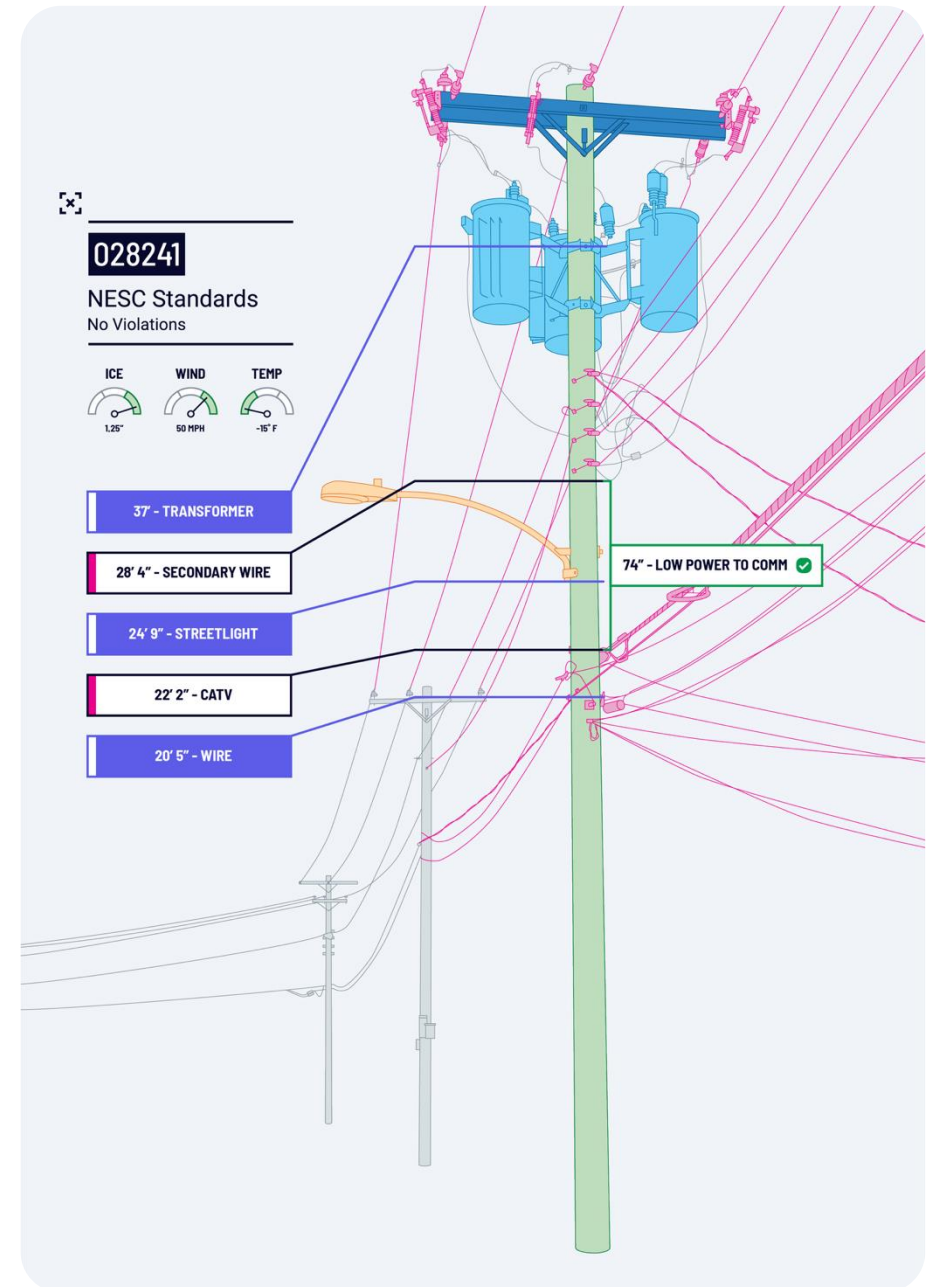 028241
NESC Standards
No Violations
ICE WIND TEMP
1.25” 50 MPH -15° F
37’ - TRANSFORMER
28’ 4” - SECONDARY WIRE
74” - LOW POWER TO COMM
24’ 9” - STREETLIGHT
22’ 2” - CATV
20’ 5” - WIRE